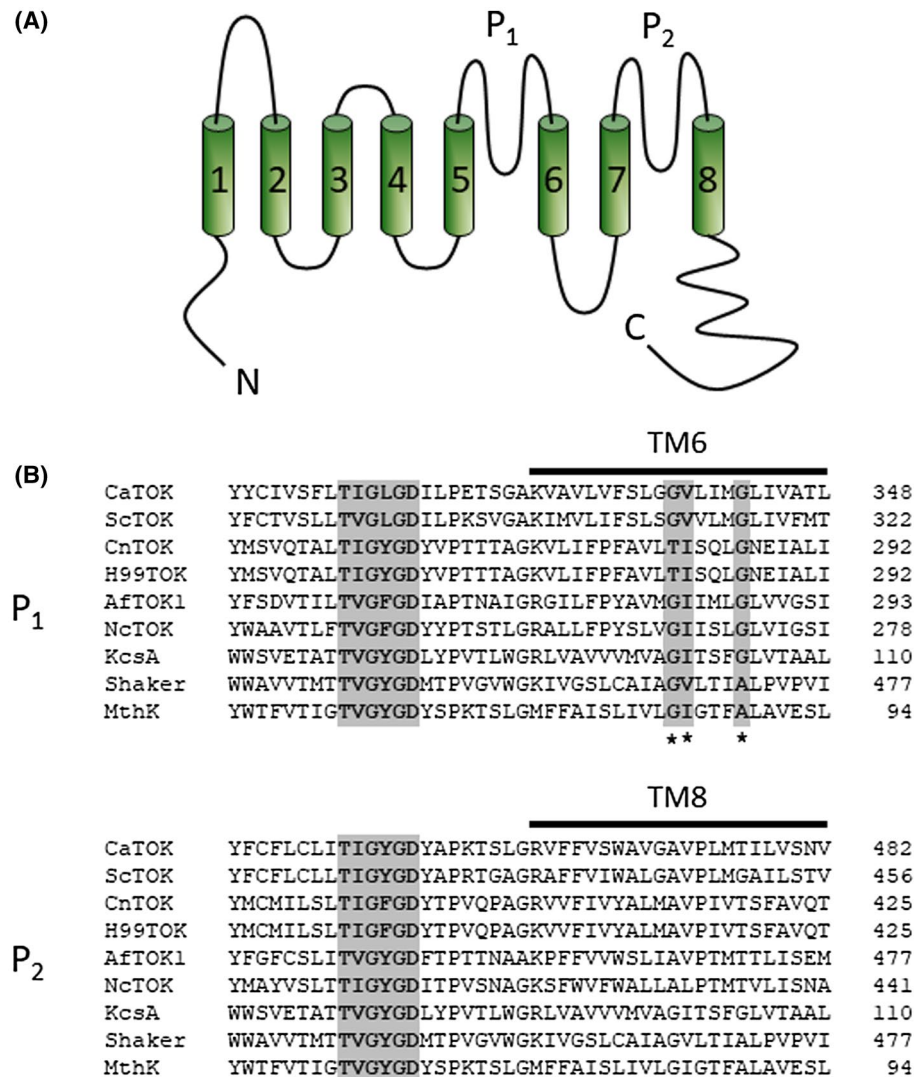 (A)
P1 P2
1 2 3 4 5 6 7 8
N
C
(B)
TM6
P1
CaTOK YYCIVSFLTIGLGDILPETSGAKVAVLVFSLGGVLIMGLIVATL 348
ScTOK YFCTVSLLTVGLGDILPKSVGAKIMVLIFSLSGVVLMGLIVFMT 322
CnTOK YMSVQTALTIGYGDYVPTTTAGKVLIFPFAVLTISQLGNEIALI 292
H99TOK YMSVQTALTIGYGDYVPTTTAGKVLIFPFAVLTISQLGNEIALI 292
AfTOK1 YFSDVTILTVGFGDIAPTNAIGRGILFPYAVMGIIMLGLVVGSI 293
NcTOK YWAAVTLFTVGFGDYYPTSTLGRALLFPYSLVGIISLGLVIGSI 278
KcsA WWSVETATTVGYGDLYPVTLWGRLVAVVVMVAGITSFGLVTAAL 110
Shaker WWAVVTMTTVGYGDMTPVGVWGKIVGSLCAIAGVLTIALPVPVI 477
MthK YWTFVTIGTVGYGDYSPKTSLGMFFAISLIVLGIGTFALAVESL 94
* * *
TM8
P2
CaTOK YFCFLCLITIGYGDYAPKTSLGRVFFVSWAVGAVPLMTILVSNV 482
ScTOK YFCFLCLLTIGYGDYAPRTGAGRAFFVIWALGAVPLMGAILSTV 456
CnTOK YMCMILSLTIGFGDYTPVQPAGKVVFIVYALMAVPIVTSFAVQT 425
H99TOK YMCMILSLTIGFGDYTPVQPAGKVVFIVYALMAVPIVTSFAVQT 425
AfTOK1 YFGFCSLITVGYGDFTPTTNAAKPFFVVWSLIAVPTMTTLISEM 477
NcTOK YMAYVSLTTVGYGDITPVSNAGKSFWVFWALLALPTMTVLISNA 441
KcsA WWSVETATTVGYGDLYPVTLWGRLVAVVVMVAGITSFGLVTAAL 110
Shaker WWAVVTMTTVGYGDMTPVGVWGKIVGSLCAIAGVLTIALPVPVI 477
MthK YWTFVTIGTVGYGDYSPKTSLGMFFAISLIVLGIGTFALAVESL 94